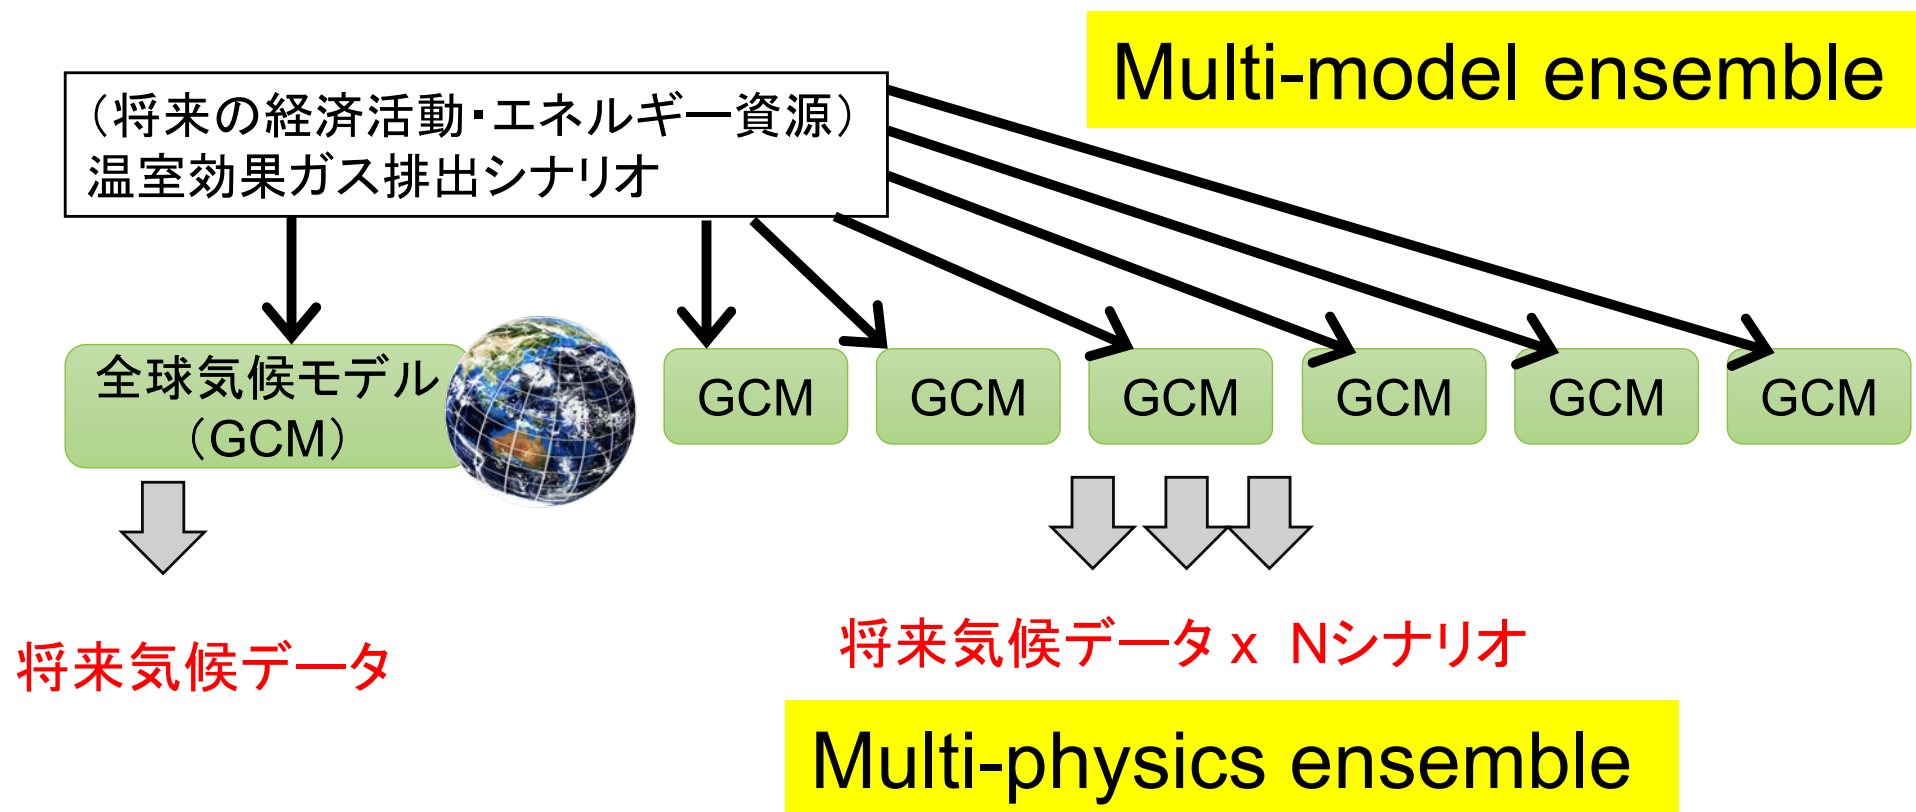 Multi-model ensemble
（将来の経済活動・エネルギー資源）
温室効果ガス排出シナリオ
全球気候モデル
（GCM）
GCM
GCM
GCM
GCM
GCM
GCM
将来気候データ
将来気候データ x Nシナリオ
Multi-physics ensemble